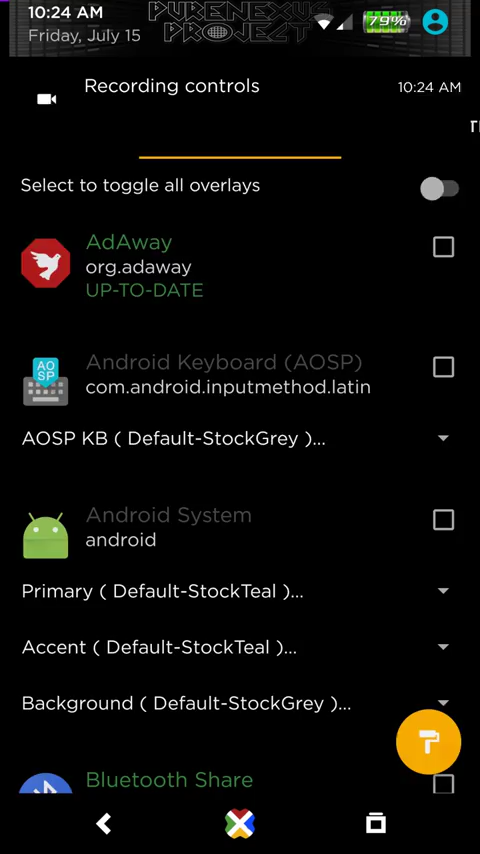 10:24 AM
PURENEXUS
PROJECT
79%
Friday, July 15
Recording controls
10:24 AM
Select to toggle all overlays
AdAway
org.adaway
UP-TO-DATE
AO
SP
Android Keyboard (AOSP)
com.android.inputmethod.latin
AOSP KB ( Default-StockGrey )...
Android System
android
Primary ( Default-StockTeal )...
Accent ( Default-StockTeal )...
Background ( Default-StockGrey )...
Bluetooth Share